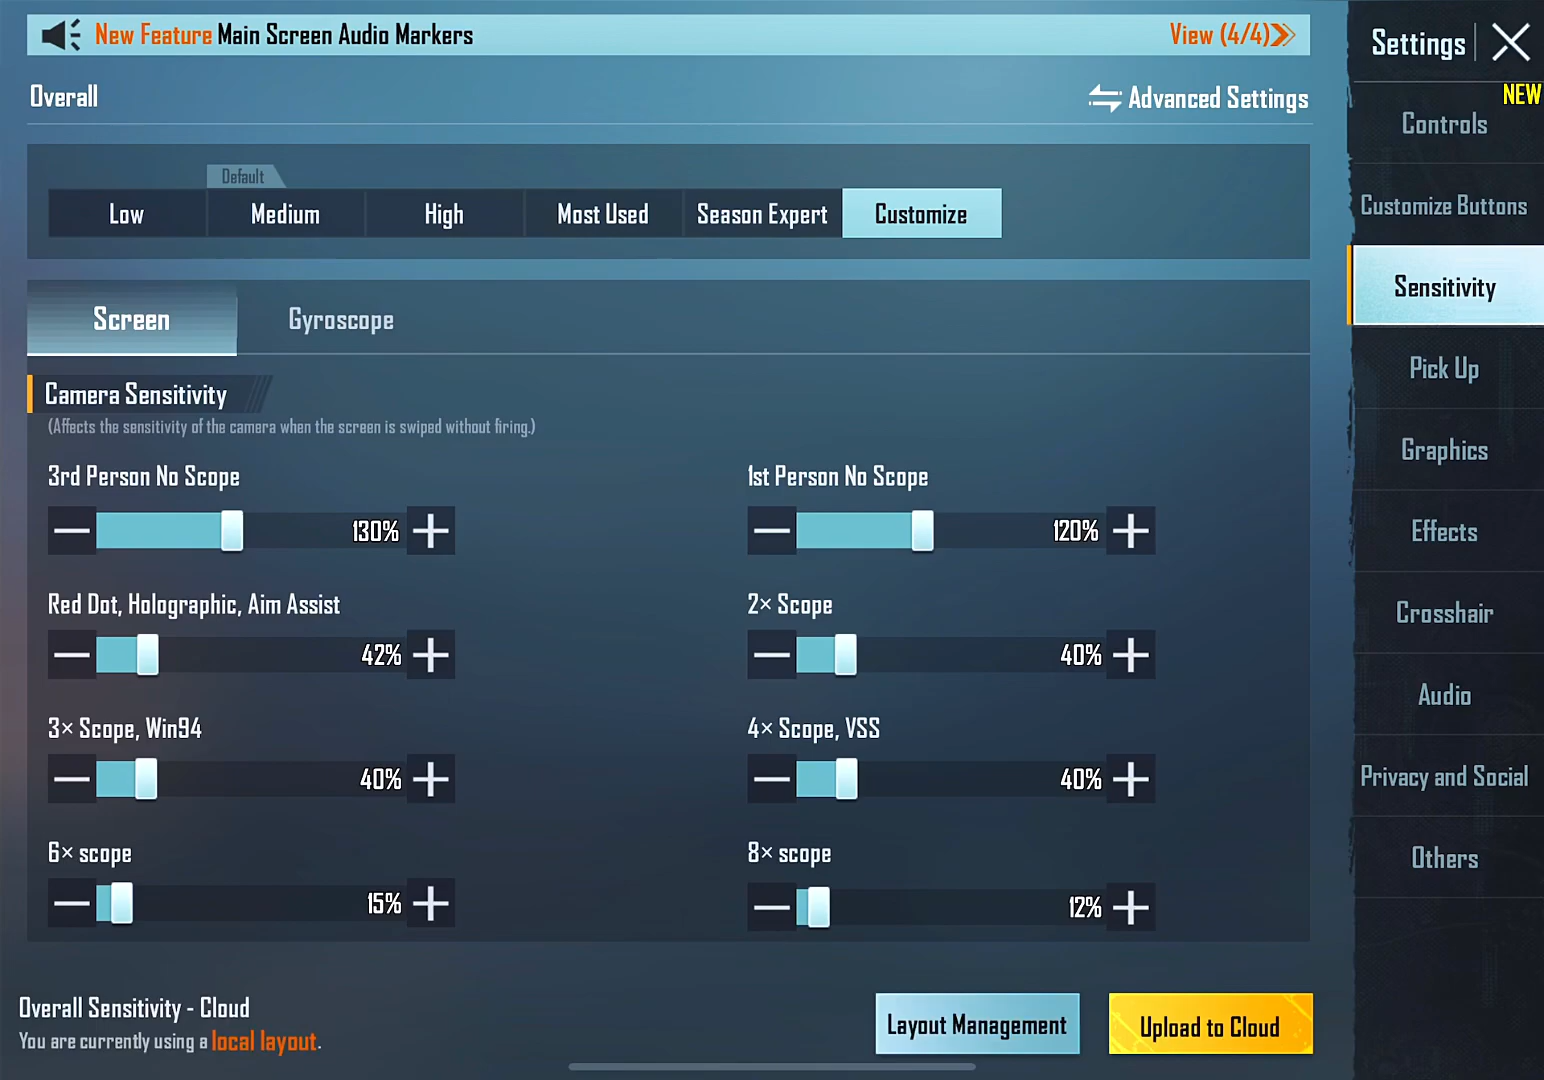 New Feature Main Screen Audio Markers
View (4/4)
Settings
Overall
Advanced Settings
NEW
Controls
Customize Buttons
Sensitivity
Pick Up
Graphics
Effects
Crosshair
Audio
Privacy and Social
Others
Default
Low
Medium
High
Most Used
Season Expert
Customize
Screen
Gyroscope
Camera Sensitivity
(Affects the sensitivity of the camera when the screen is swiped without firing.)
3rd Person No Scope
130%
1st Person No Scope
120%
Red Dot, Holographic, Aim Assist
42%
2× Scope
40%
3× Scope, Win94
40%
4× Scope, VSS
40%
6× scope
15%
8× scope
12%
Overall Sensitivity - Cloud
You are currently using a local layout.
Layout Management
Upload to Cloud